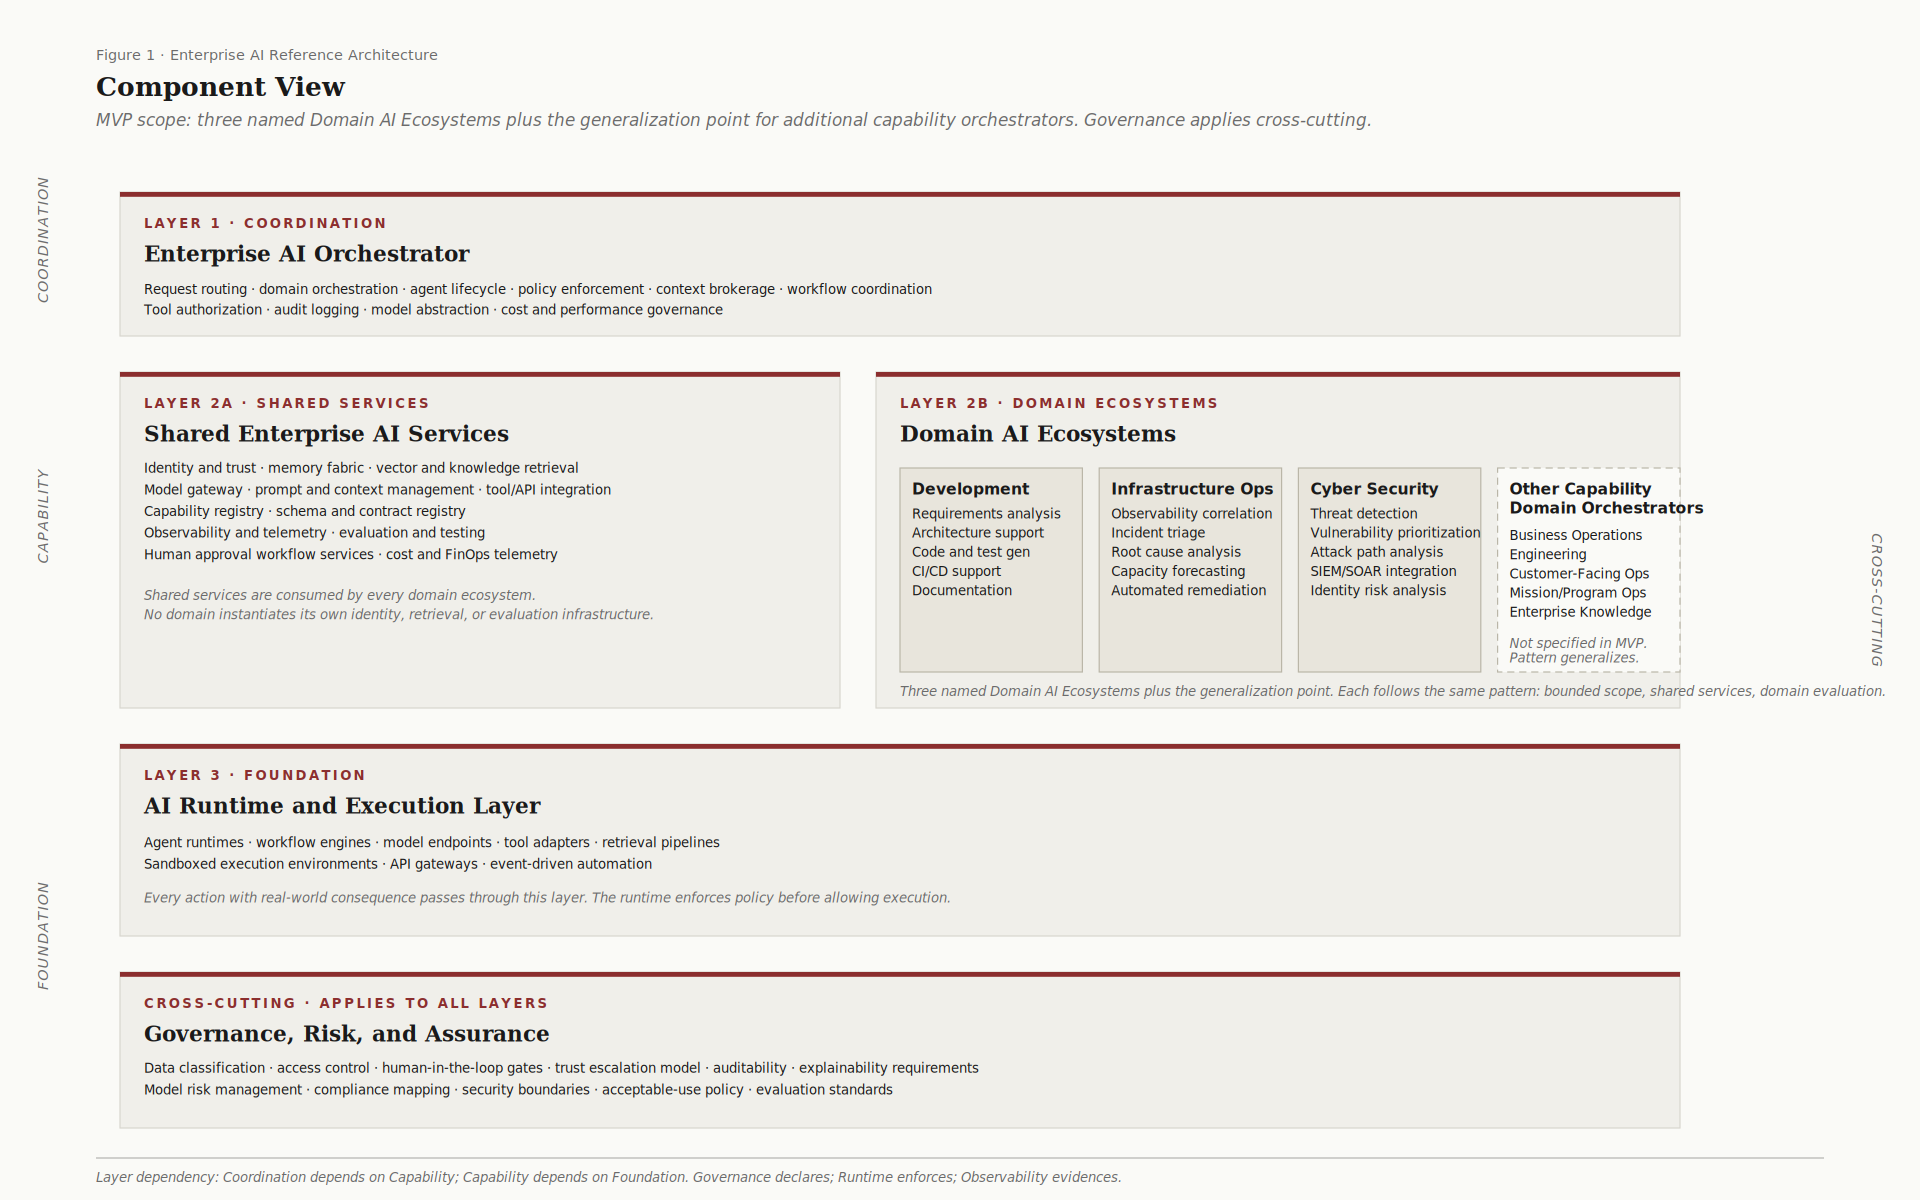 Figure 1 · Enterprise AI Reference Architecture
Component View
MVP scope: three named Domain AI Ecosystems plus the generalization point for additional capability orchestrators. Governance applies cross-cutting.
COORDINATION
LAYER 1 · COORDINATION
Enterprise AI Orchestrator
Request routing · domain orchestration · agent lifecycle · policy enforcement · context brokerage · workflow coordination
Tool authorization · audit logging · model abstraction · cost and performance governance
CAPABILITY
LAYER 2A · SHARED SERVICES
Shared Enterprise AI Services
Identity and trust · memory fabric · vector and knowledge retrieval
Model gateway · prompt and context management · tool/API integration
Capability registry · schema and contract registry
Observability and telemetry · evaluation and testing
Human approval workflow services · cost and FinOps telemetry
Shared services are consumed by every domain ecosystem.
No domain instantiates its own identity, retrieval, or evaluation infrastructure.
LAYER 2B · DOMAIN ECOSYSTEMS
Domain AI Ecosystems
Development
Requirements analysis
Architecture support
Code and test gen
CI/CD support
Documentation
Infrastructure Ops
Observability correlation
Incident triage
Root cause analysis
Capacity forecasting
Automated remediation
Cyber Security
Threat detection
Vulnerability prioritization
Attack path analysis
SIEM/SOAR integration
Identity risk analysis
Other Capability
Domain Orchestrators
Business Operations
Engineering
Customer-Facing Ops
Mission/Program Ops
Enterprise Knowledge
Not specified in MVP.
Pattern generalizes.
Three named Domain AI Ecosystems plus the generalization point. Each follows the same pattern: bounded scope, shared services, domain evaluation.
CROSS-CUTTING
FOUNDATION
LAYER 3 · FOUNDATION
AI Runtime and Execution Layer
Agent runtimes · workflow engines · model endpoints · tool adapters · retrieval pipelines
Sandboxed execution environments · API gateways · event-driven automation
Every action with real-world consequence passes through this layer. The runtime enforces policy before allowing execution.
CROSS-CUTTING · APPLIES TO ALL LAYERS
Governance, Risk, and Assurance
Data classification · access control · human-in-the-loop gates · trust escalation model · auditability · explainability requirements
Model risk management · compliance mapping · security boundaries · acceptable-use policy · evaluation standards
Layer dependency: Coordination depends on Capability; Capability depends on Foundation. Governance declares; Runtime enforces; Observability evidences.